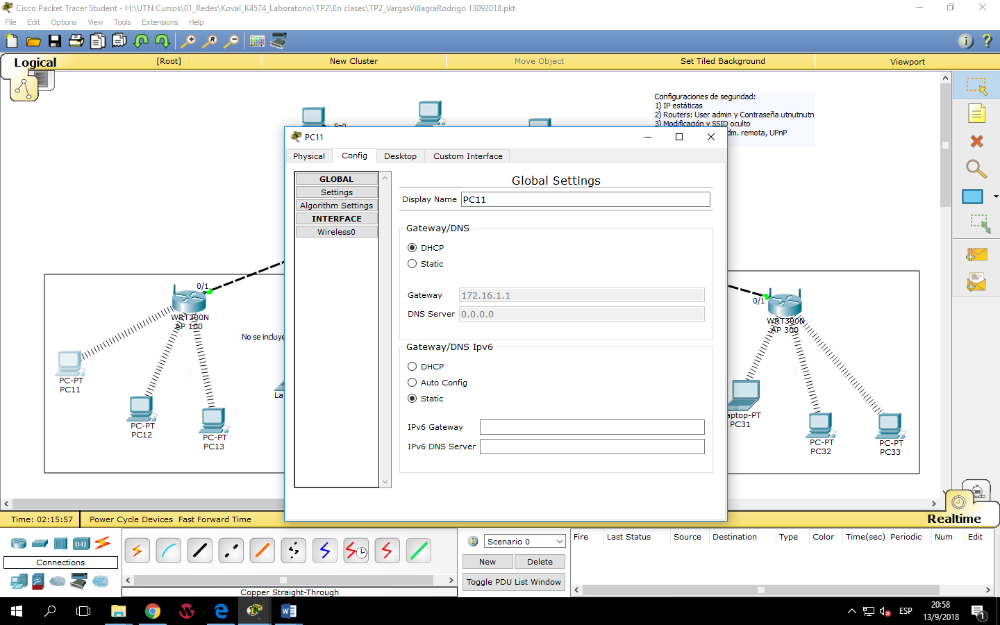 Cisco Packet Tracer Student - H:\UTN Cursos\01_Redes\Koval_K4574_Laboratorio\TP2\En clases\TP2_VargasVillagraRodrigo 13092018.pkt
File Edit Options View Tools Extensions Help
Logical [Root] New Cluster Move Object Set Tiled Background Viewport
Configuraciones de seguridad:
1) IP estáticas
2) Routers: User admin y Contraseña utnutnutn
3) Modificación y SSID oculto
dm. remota, UPnP
Fa0
PC11
Physical Config Desktop Custom Interface
GLOBAL
Settings
Algorithm Settings
INTERFACE
Wireless0
Global Settings
Display Name PC11
Gateway/DNS
DHCP
Static
Gateway 172.16.1.1
DNS Server 0.0.0.0
Gateway/DNS Ipv6
DHCP
Auto Config
Static
IPv6 Gateway
IPv6 DNS Server
0/1
WRT300N
AP 100
No se incluye
PC-PT
PC11
PC-PT
PC12
PC-PT
PC13
La
0/1
WRT300N
AP 300
aptop-PT
PC31
PC-PT
PC32
PC-PT
PC33
Time: 02:15:57 Power Cycle Devices Fast Forward Time Realtime
Connections
Copper Straight-Through
Scenario 0
New Delete
Toggle PDU List Window
Fire Last Status Source Destination Type Color Time(sec) Periodic Num Edit
ESP
20:58
13/9/2018
1